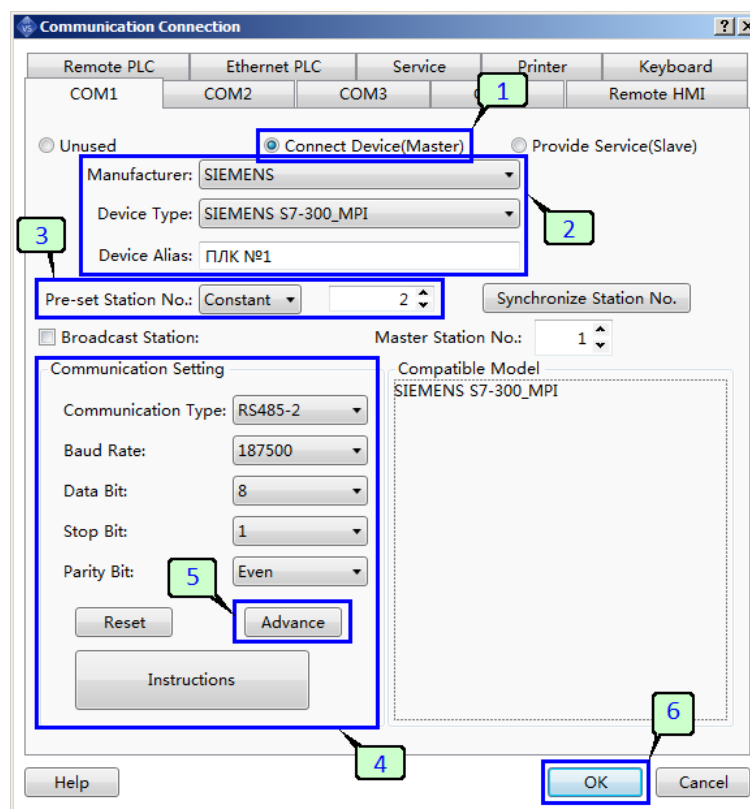 Communication Connection
Remote PLC Ethernet PLC Service Printer Keyboard
COM1 COM2 COM3 Remote HMI
1
Unused Connect Device(Master) Provide Service(Slave)
Manufacturer: SIEMENS
Device Type: SIEMENS S7-300_MPI
2
3
Device Alias: ПЛК №1
Pre-set Station No.: Constant 2 Synchronize Station No.
Broadcast Station: Master Station No.: 1
Communication Setting Compatible Model
SIEMENS S7-300_MPI
Communication Type: RS485-2
Baud Rate: 187500
Data Bit: 8
Stop Bit: 1
Parity Bit: Even
5
Reset Advance
Instructions
6
4
Help OK Cancel